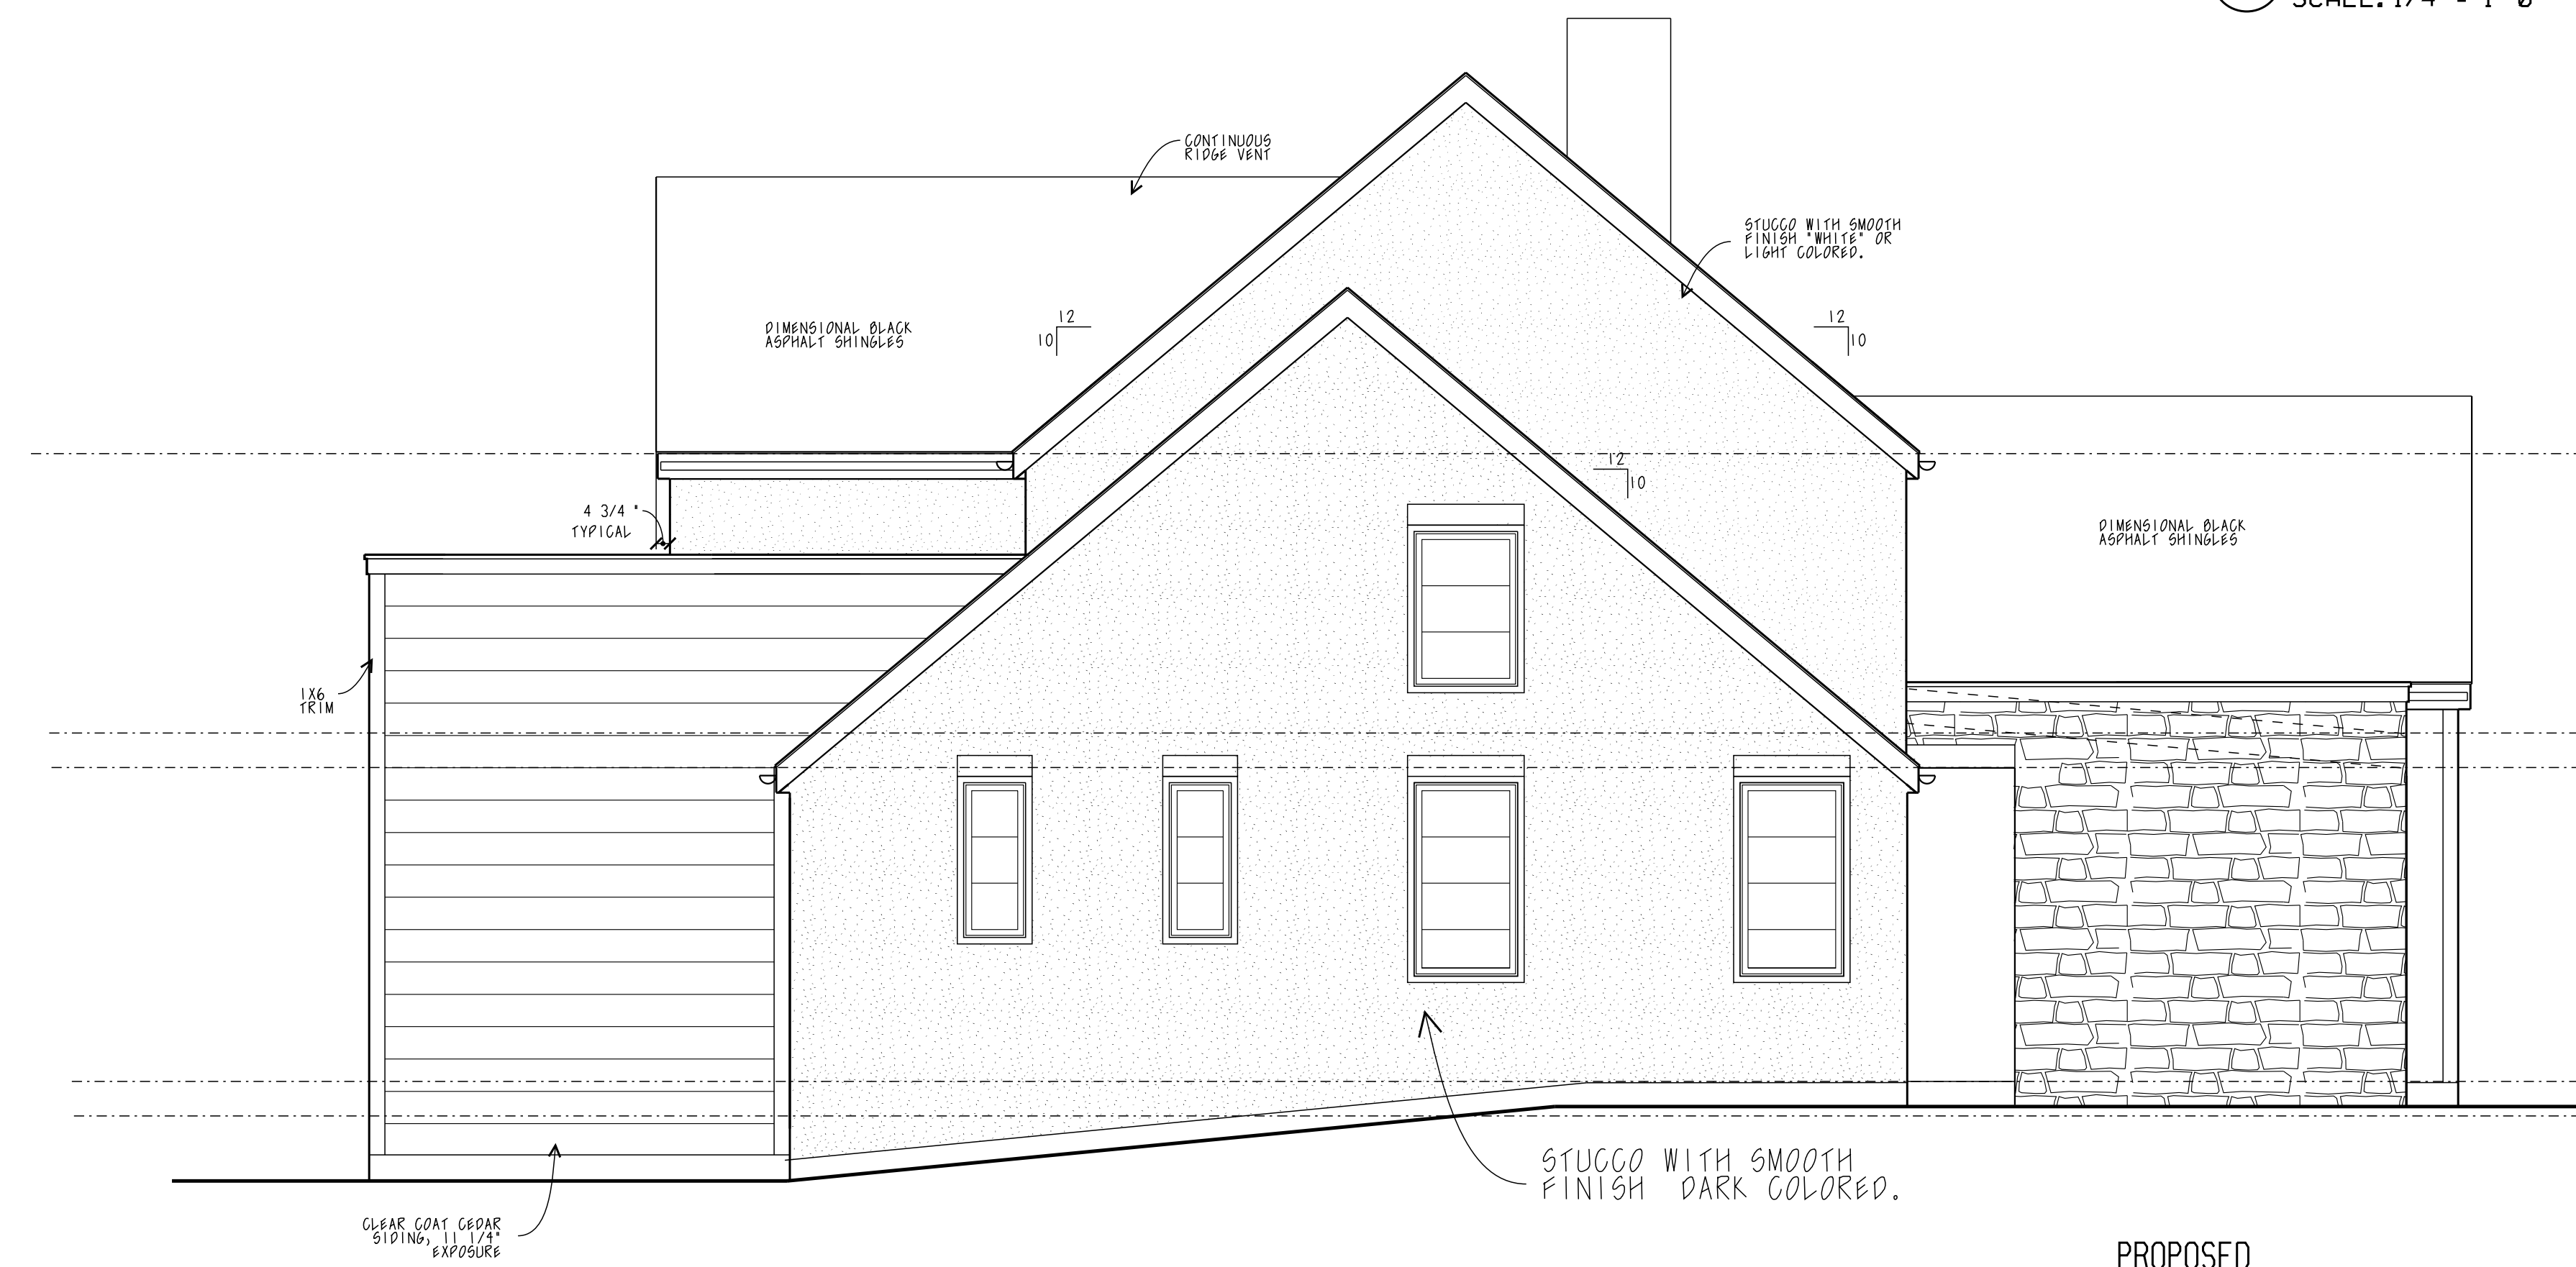 CONTINUOUS
RIDGE VENT
STUCCO WITH SMOOTH
FINISH "WHITE" OR
LIGHT COLORED.
DIMENSIONAL BLACK
ASPHALT SHINGLES
12
10
12
10
12
10
4 3/4 "
TYPICAL
DIMENSIONAL BLACK
ASPHALT SHINGLES
1X6
TRIM
STUCCO WITH SMOOTH
FINISH DARK COLORED.
CLEAR COAT CEDAR
SIDING, 11 1/4"
EXPOSURE
PROPOSED